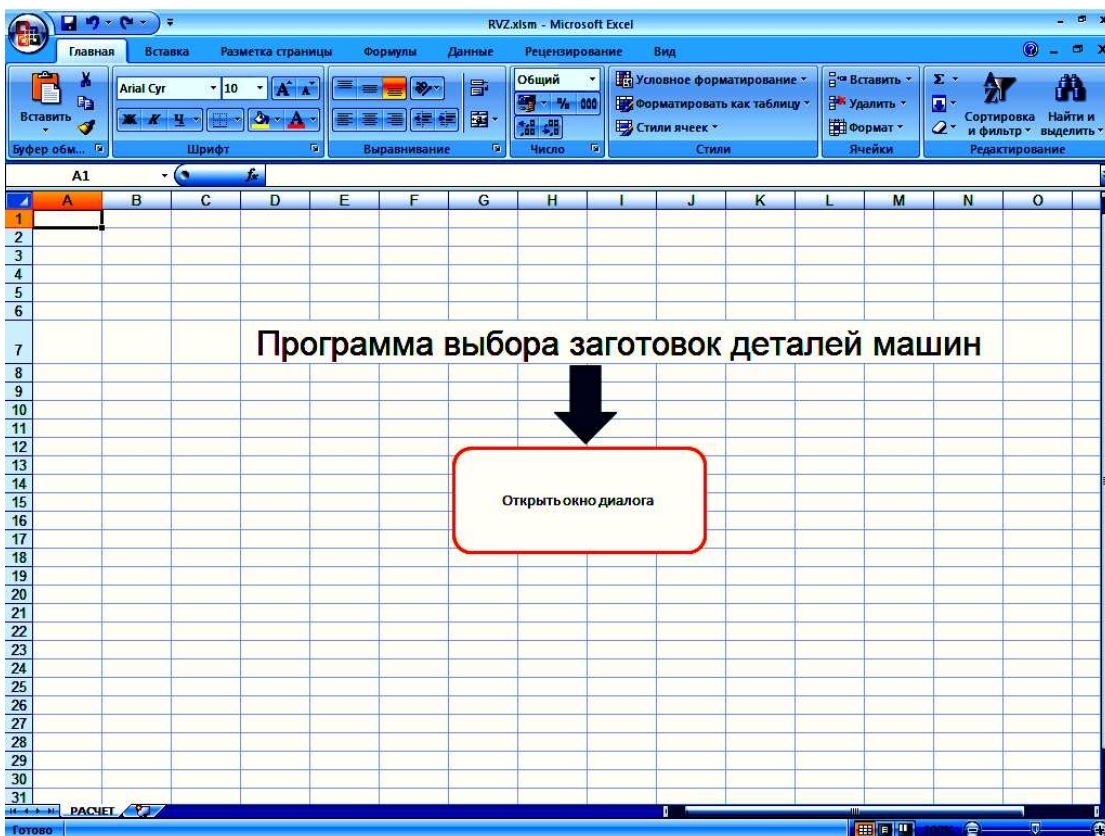 RVZ.xlsm - Microsoft Excel
Главная Вставка Разметка страницы Формулы Данные Рецензирование Вид
Вставить
Буфер обм...
Arial Cyr 10
Ж К Ч
Шрифт
Выравнивание
Общий
% 000
Число
Условное форматирование
Форматировать как таблицу
Стили ячеек
Стили
Вставить
Удалить
Формат
Ячейки
Σ
Сортировка и фильтр
Найти и выделить
Редактирование
A1 fx
A B C D E F G H I J K L M N O
1
2
3
4
5
6
7 Программа выбора заготовок деталей машин
8
9
10
11
12
13
14
15 Открыть окно диалога
16
17
18
19
20
21
22
23
24
25
26
27
28
29
30
31
РАСЧЕТ
Готово 100%